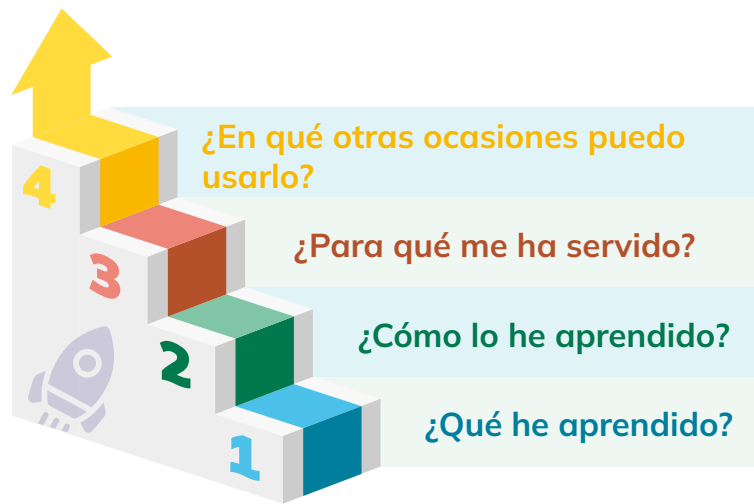 4
¿En qué otras ocasiones puedo
usarlo?
3
¿Para qué me ha servido?
2
¿Cómo lo he aprendido?
1
¿Qué he aprendido?